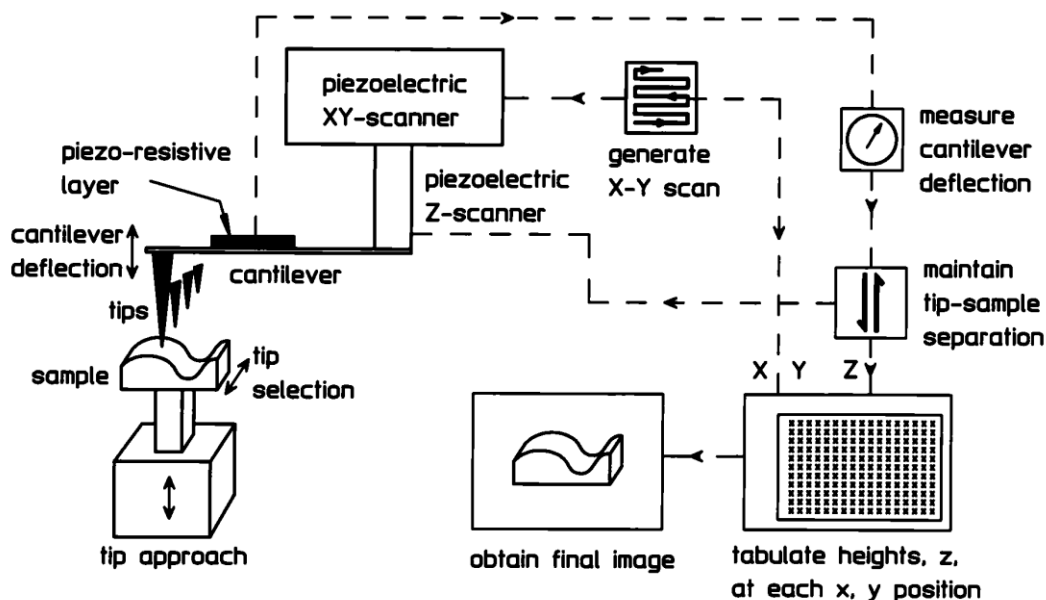 piezoelectric
XY-scanner
generate
X-Y scan
measure
cantilever
deflection
piezo-resistive
layer
piezoelectric
Z-scanner
cantilever
deflection
cantilever
tips
maintain
tip-sample
separation
sample
tip
selection
X Y Z
tip approach
obtain final image
tabulate heights, z,
at each x, y position